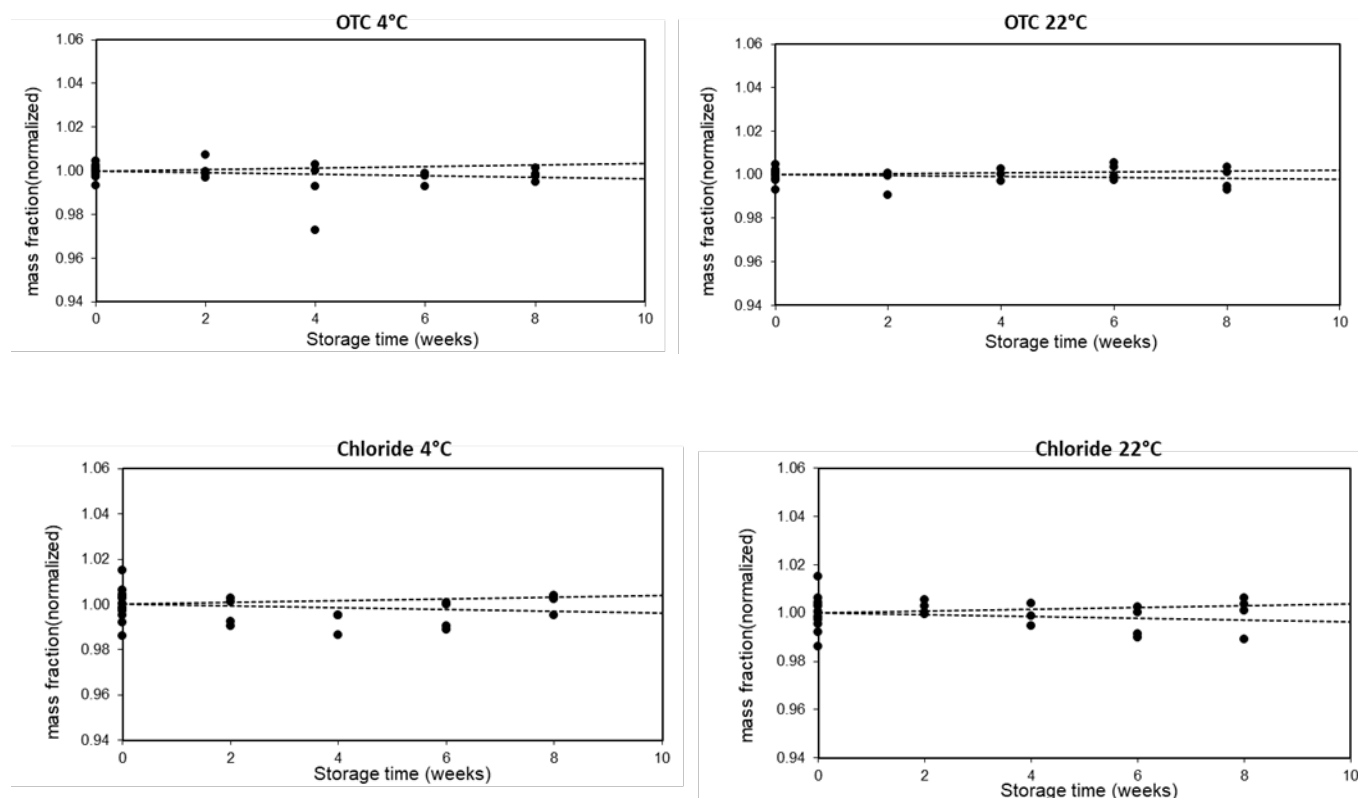 OTC 4°C
1.06
1.04
1.02
1.00
0.98
0.96
0.94
mass fraction(normalized)
0 2 4 6 8 10
Storage time (weeks)
OTC 22°C
1.06
1.04
1.02
1.00
0.98
0.96
0.94
mass fraction(normalized)
0 2 4 6 8 10
Storage time (weeks)
Chloride 4°C
1.06
1.04
1.02
1.00
0.98
0.96
0.94
mass fraction(normalized)
0 2 4 6 8 10
Storage time (weeks)
Chloride 22°C
1.06
1.04
1.02
1.00
0.98
0.96
0.94
mass fraction(normalized)
0 2 4 6 8 10
Storage time (weeks)